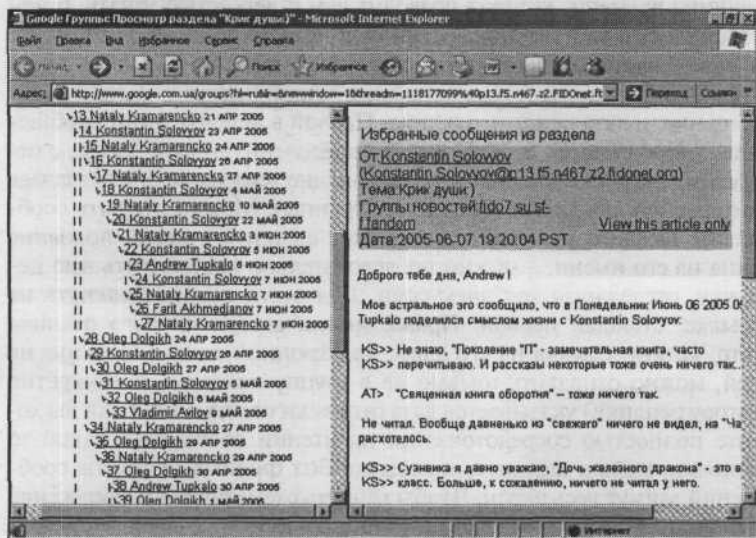 Google Группы: Просмотр раздела "Крик души:)" - Microsoft Internet Explorer
Файл Правка Вид Избранное Сервис Справка
Назад Поиск Избранное
Адрес: http://www.google.com.ua/groups?hl=ru&lr=&newwindow=1&threadm=1118177099%40p13.f5.n467.z2.FIDOnet.ft Переход Ссылки
13 Nataly Kramarencko 21 АПР 2005
14 Konstantin Solovyov 23 АПР 2005
15 Nataly Kramarencko 24 АПР 2005
16 Konstantin Solovyov 26 АПР 2005
17 Nataly Kramarencko 27 АПР 2005
18 Konstantin Solovyov 4 МАЙ 2005
19 Nataly Kramarencko 10 МАЙ 2005
20 Konstantin Solovyov 22 МАЙ 2005
21 Nataly Kramarencko 3 ИЮН 2005
22 Konstantin Solovyov 5 ИЮН 2005
23 Andrew Tupkalo 6 ИЮН 2005
24 Konstantin Solovyov 7 ИЮН 2005
25 Nataly Kramarencko 7 ИЮН 2005
26 Farit Akhmedjanov 7 ИЮН 2005
27 Nataly Kramarencko 7 ИЮН 2005
28 Oleg Dolgikh 24 АПР 2005
29 Konstantin Solovyov 26 АПР 2005
30 Oleg Dolgikh 27 АПР 2005
31 Konstantin Solovyov 5 МАЙ 2005
32 Oleg Dolgikh 6 МАЙ 2005
33 Vladimir Avilov 9 МАЙ 2005
34 Nataly Kramarencko 27 АПР 2005
35 Oleg Dolgikh 29 АПР 2005
36 Nataly Kramarencko 29 АПР 2005
37 Oleg Dolgikh 30 АПР 2005
38 Andrew Tupkalo 30 АПР 2005
39 Oleg Dolgikh 1 МАЙ 2005
Избранные сообщения из раздела
От:Konstantin Solovyov
(Konstantin.Solovyov@p13.f5.n467.z2.fidonet.org)
Тема:Крик души:)
Группы новостей:fido7.su.sf-
f.fandom View this article only
Дата:2005-06-07 19:20:04 PST
Доброго тебе дня, Andrew !
Мое астральное эго сообщило, что в Понедельник Июнь 06 2005 05
Tupkalo поделился смыслом жизни с Konstantin Solovyov:
KS>> Не знаю, "Поколение "П" - замечательная книга, часто
KS>> перечитываю. И рассказы некоторые тоже очень ничего так..
AT> "Священная книга оборотня" -- тоже ничего так.
Не читал. Вообще давненько из "свежего" ничего не видел, на "Ча
расхотелось.
KS>> Суэнвика я давно уважаю, "Дочь железного дракона" - это в
KS>> класс. Больше, к сожалению, ничего не читал у него.
Интернет